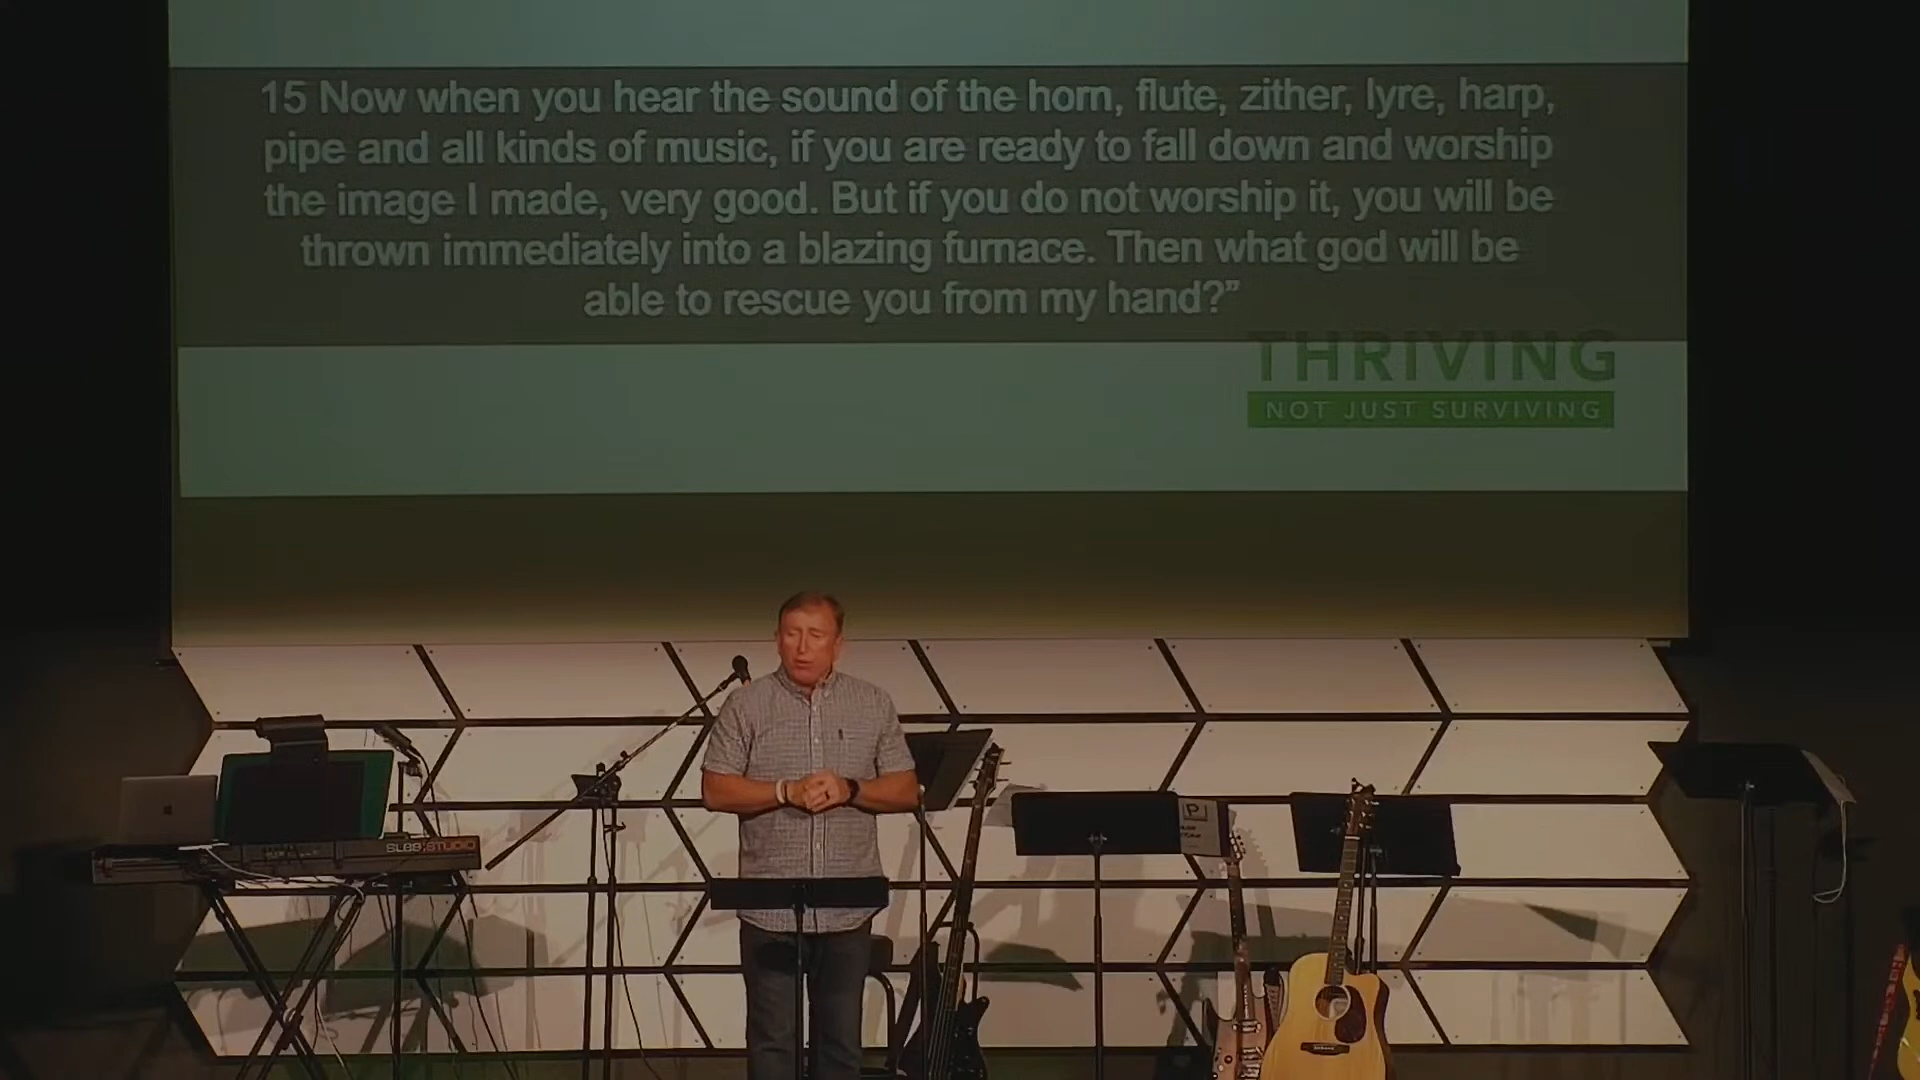 15 Now when you hear the sound of the horn, flute, zither, lyre, harp,
pipe and all kinds of music, if you are ready to fall down and worship
the image I made, very good. But if you do not worship it, you will be
thrown immediately into a blazing furnace. Then what god will be
able to rescue you from my hand?”
THRIVING
NOT JUST SURVIVING
P
SL88 STUDIO